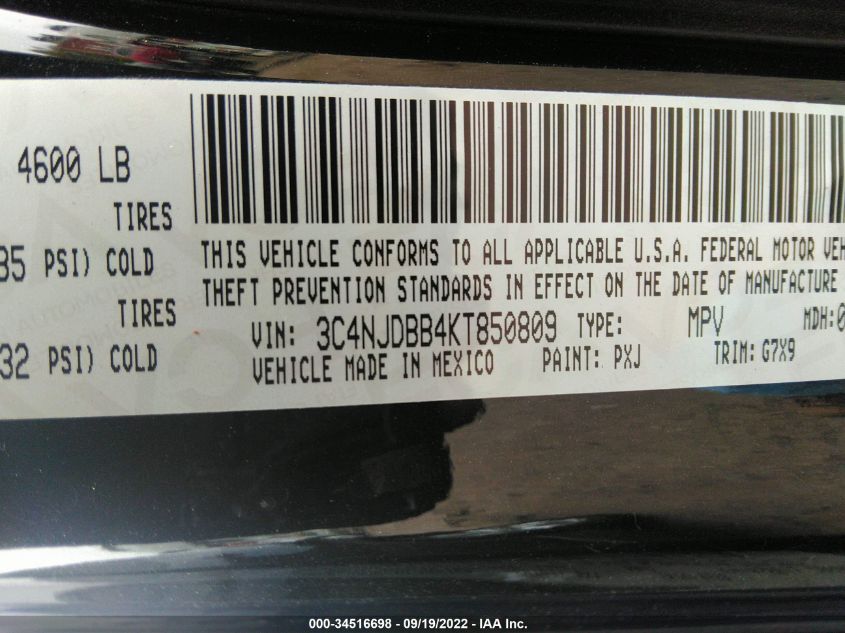 4600 LB
TIRES
35 PSI) COLD
TIRES
32 PSI) COLD
THIS VEHICLE CONFORMS TO ALL APPLICABLE U.S.A. FEDERAL MOTOR VEH
THEFT PREVENTION STANDARDS IN EFFECT ON THE DATE OF MANUFACTURE
VIN: 3C4NJDBB4KT850809 TYPE: MPV MDH:0
VEHICLE MADE IN MEXICO PAINT: PXJ TRIM: G7X9
000-34516698 - 09/19/2022 - IAA Inc.